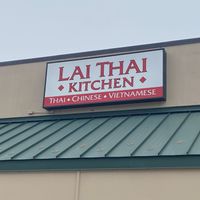 LAI THAI
• KITCHEN •
THAI • CHINESE • VIETNAMESE